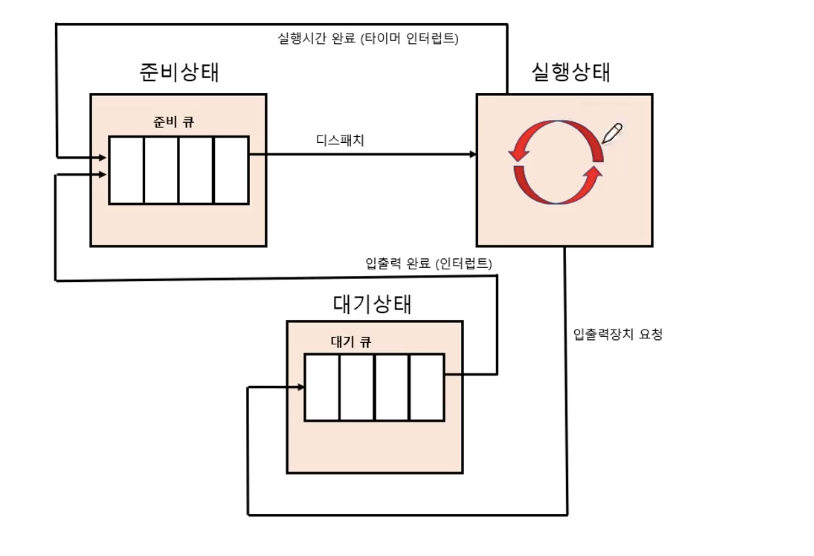 실행시간 완료 (타이머 인터럽트)
준비상태
실행상태
준비 큐
디스패치
입출력 완료 (인터럽트)
대기상태
입출력장치 요청
대기 큐